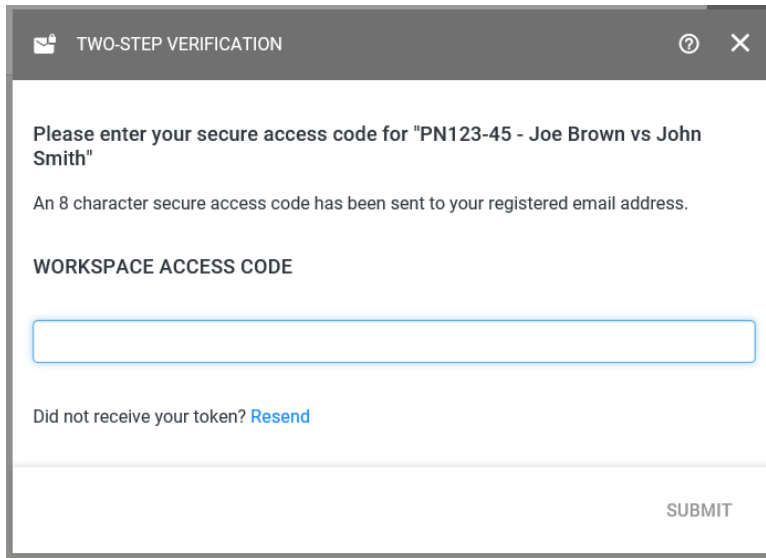 TWO-STEP VERIFICATION
Please enter your secure access code for "PN123-45 - Joe Brown vs John
Smith"
An 8 character secure access code has been sent to your registered email address.
WORKSPACE ACCESS CODE
Did not receive your token? Resend
SUBMIT